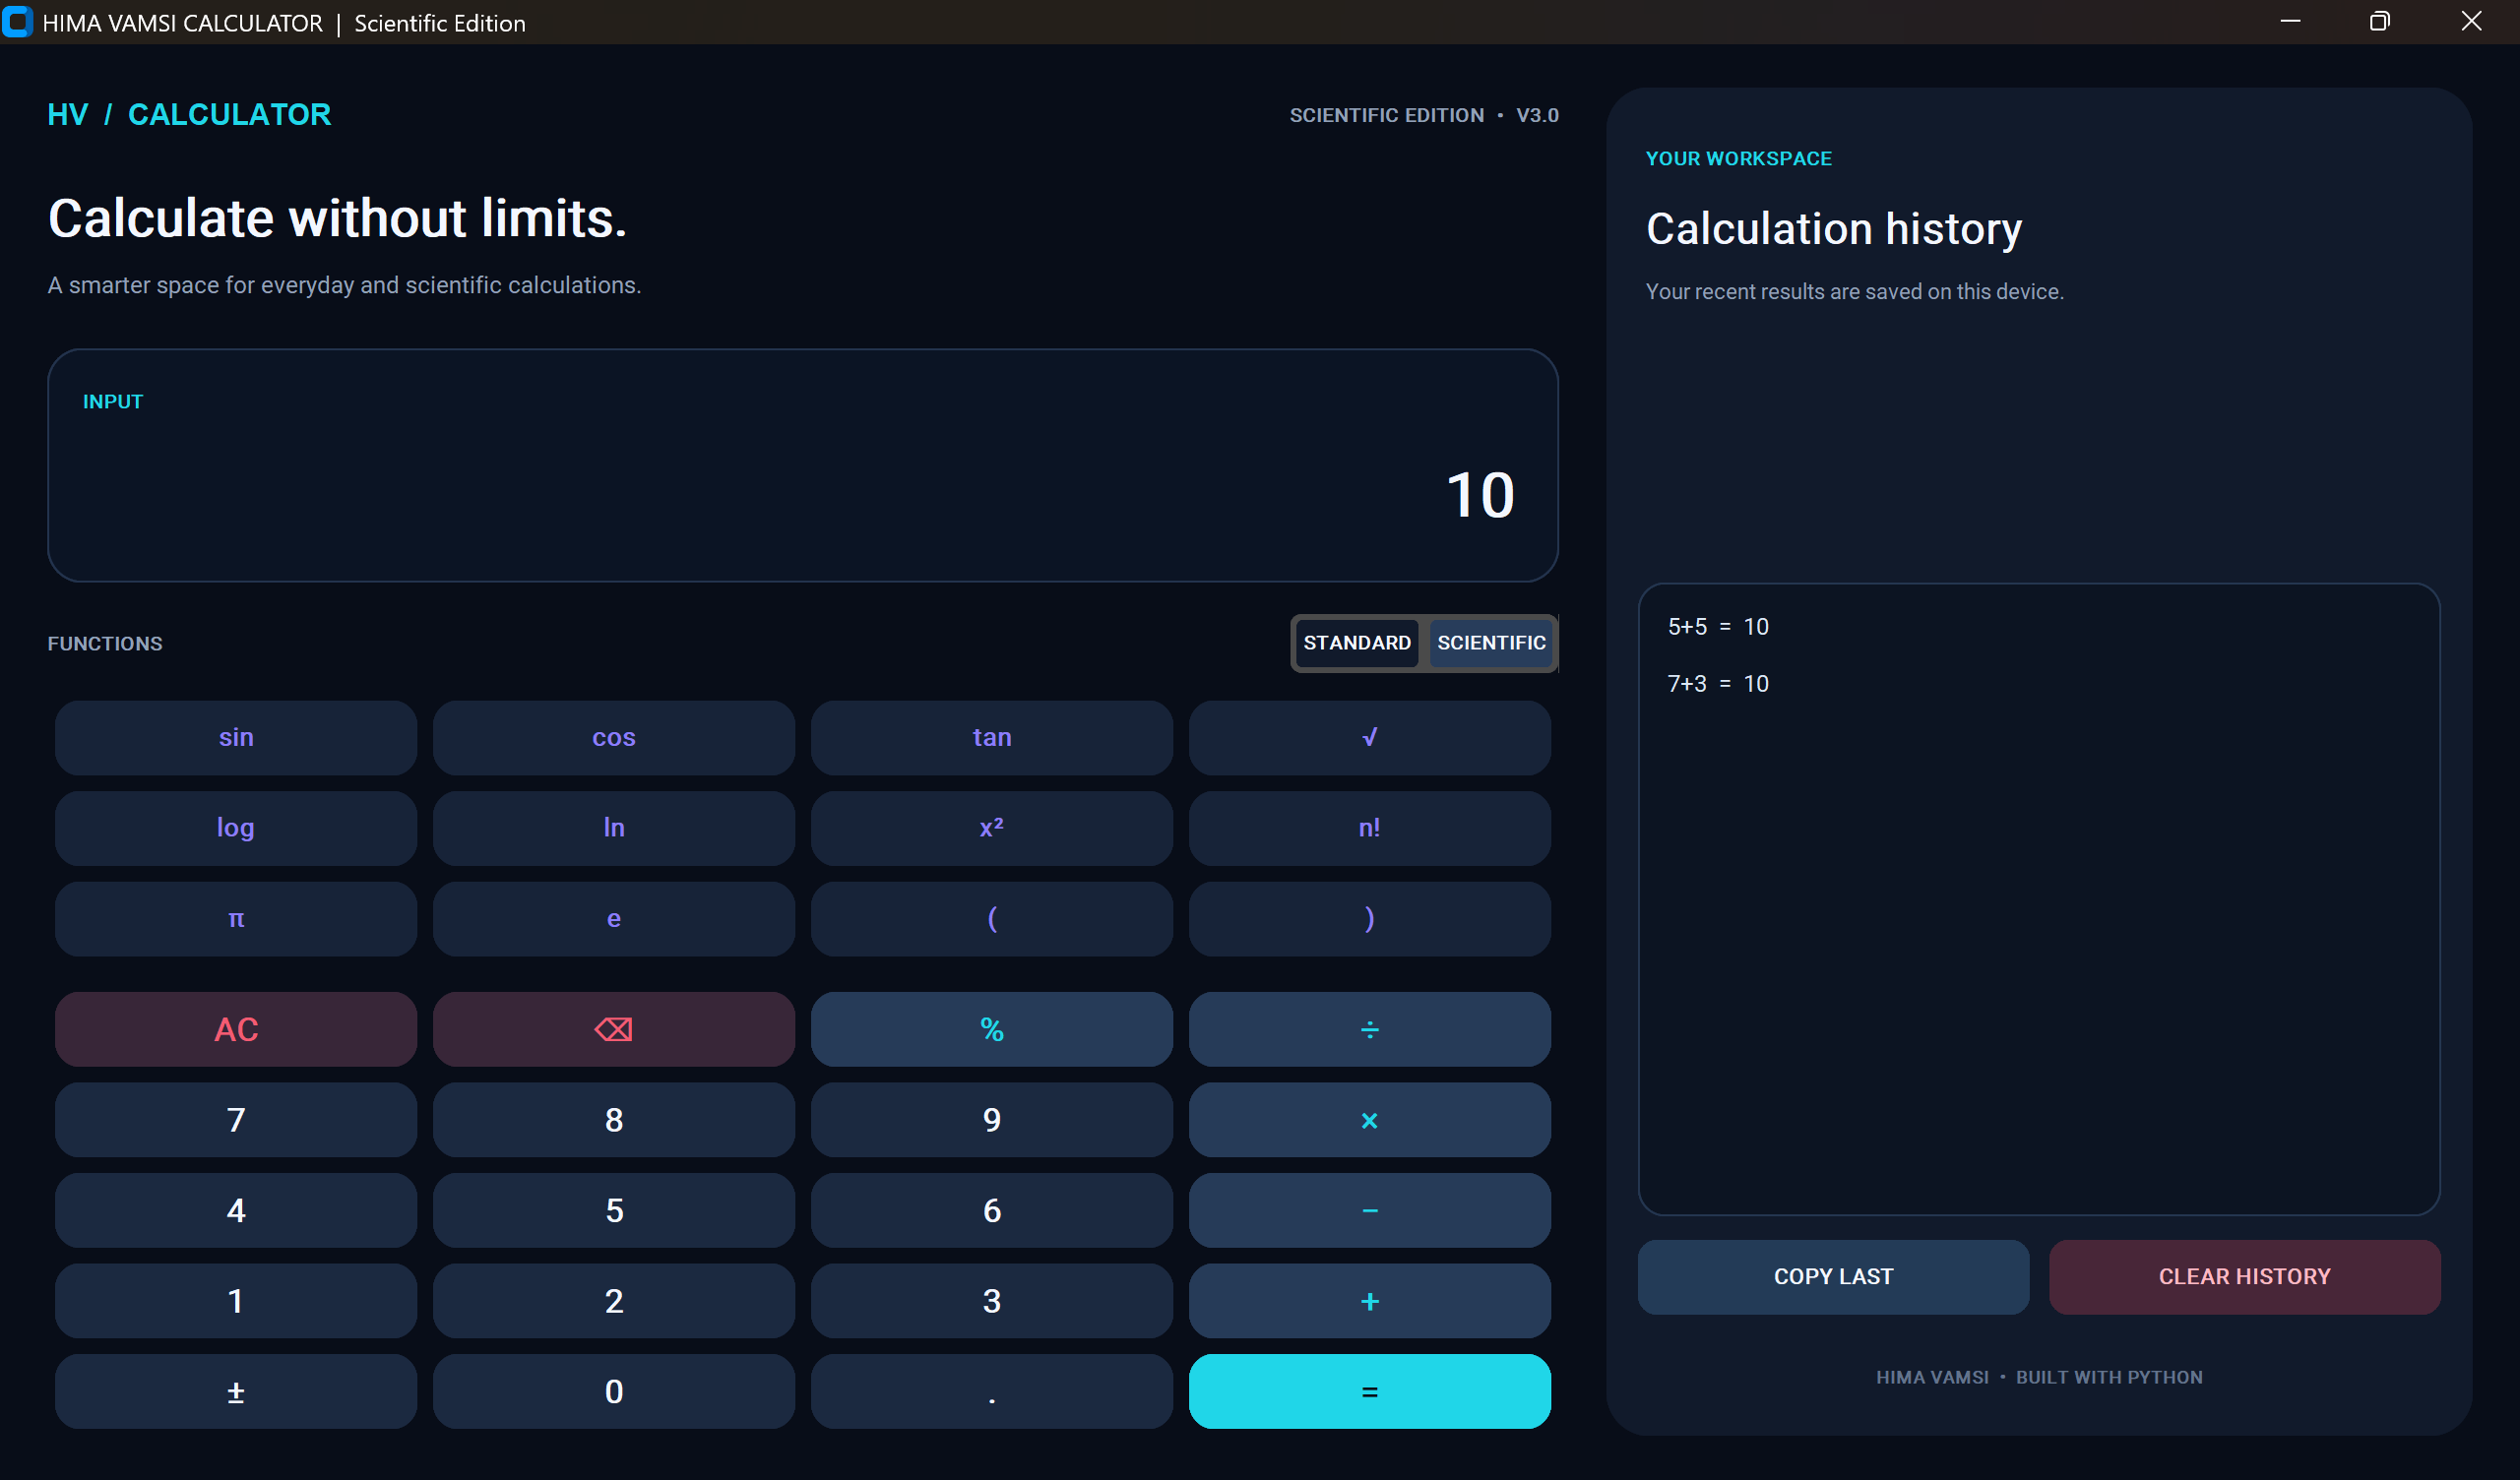 HIMA VAMSI CALCULATOR | Scientific Edition
HV / CALCULATOR
SCIENTIFIC EDITION • V3.0
Calculate without limits.
A smarter space for everyday and scientific calculations.
INPUT
10
FUNCTIONS
STANDARD SCIENTIFIC
sin cos tan √
log ln x² n!
π e ( )
AC ⌫ % ÷
7 8 9 ×
4 5 6 −
1 2 3 +
± 0 . =
YOUR WORKSPACE
Calculation history
Your recent results are saved on this device.
5+5 = 10
7+3 = 10
COPY LAST CLEAR HISTORY
HIMA VAMSI • BUILT WITH PYTHON